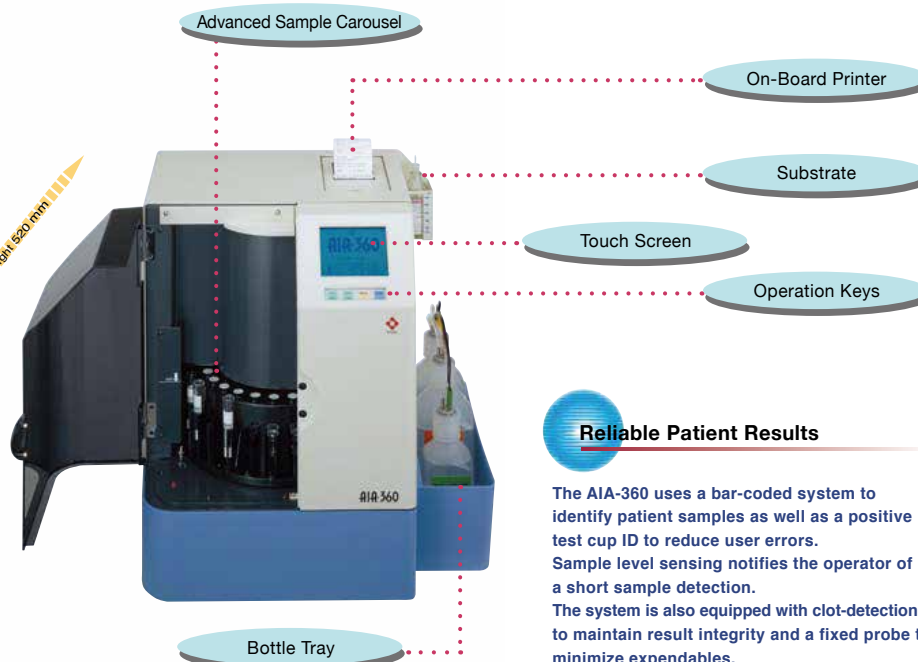 Advanced Sample Carousel
On-Board Printer
Substrate
ight 520 mm
Touch Screen
AIA-360
Operation Keys
AIA-360
Reliable Patient Results
The AIA-360 uses a bar-coded system to
identify patient samples as well as a positive
test cup ID to reduce user errors.
Sample level sensing notifies the operator of
a short sample detection.
The system is also equipped with clot-detection
to maintain result integrity and a fixed probe t
minimize expendables.
Bottle Tray